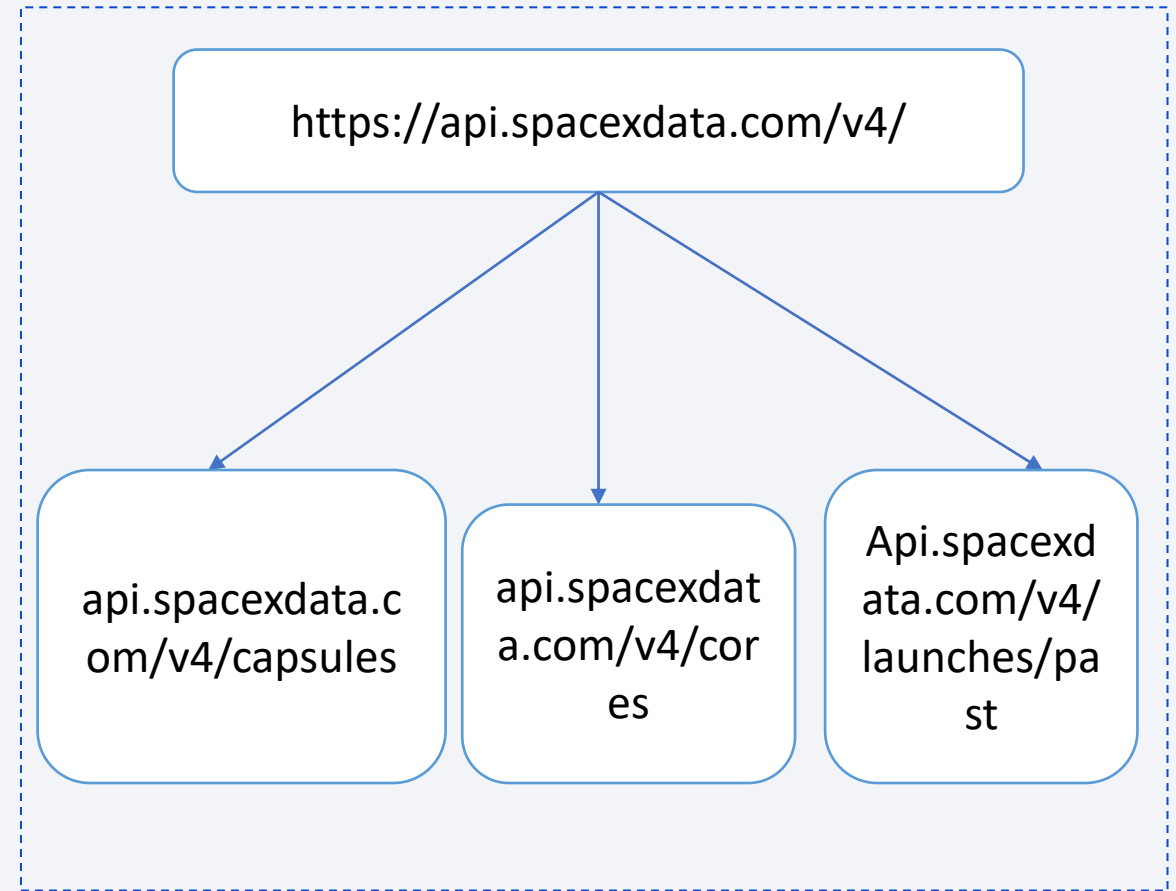 https://api.spacexdata.com/v4/
api.spacexdata.c
om/v4/capsules
api.spacexdat
a.com/v4/cor
es
Api.spacexd
ata.com/v4/
launches/pa
st